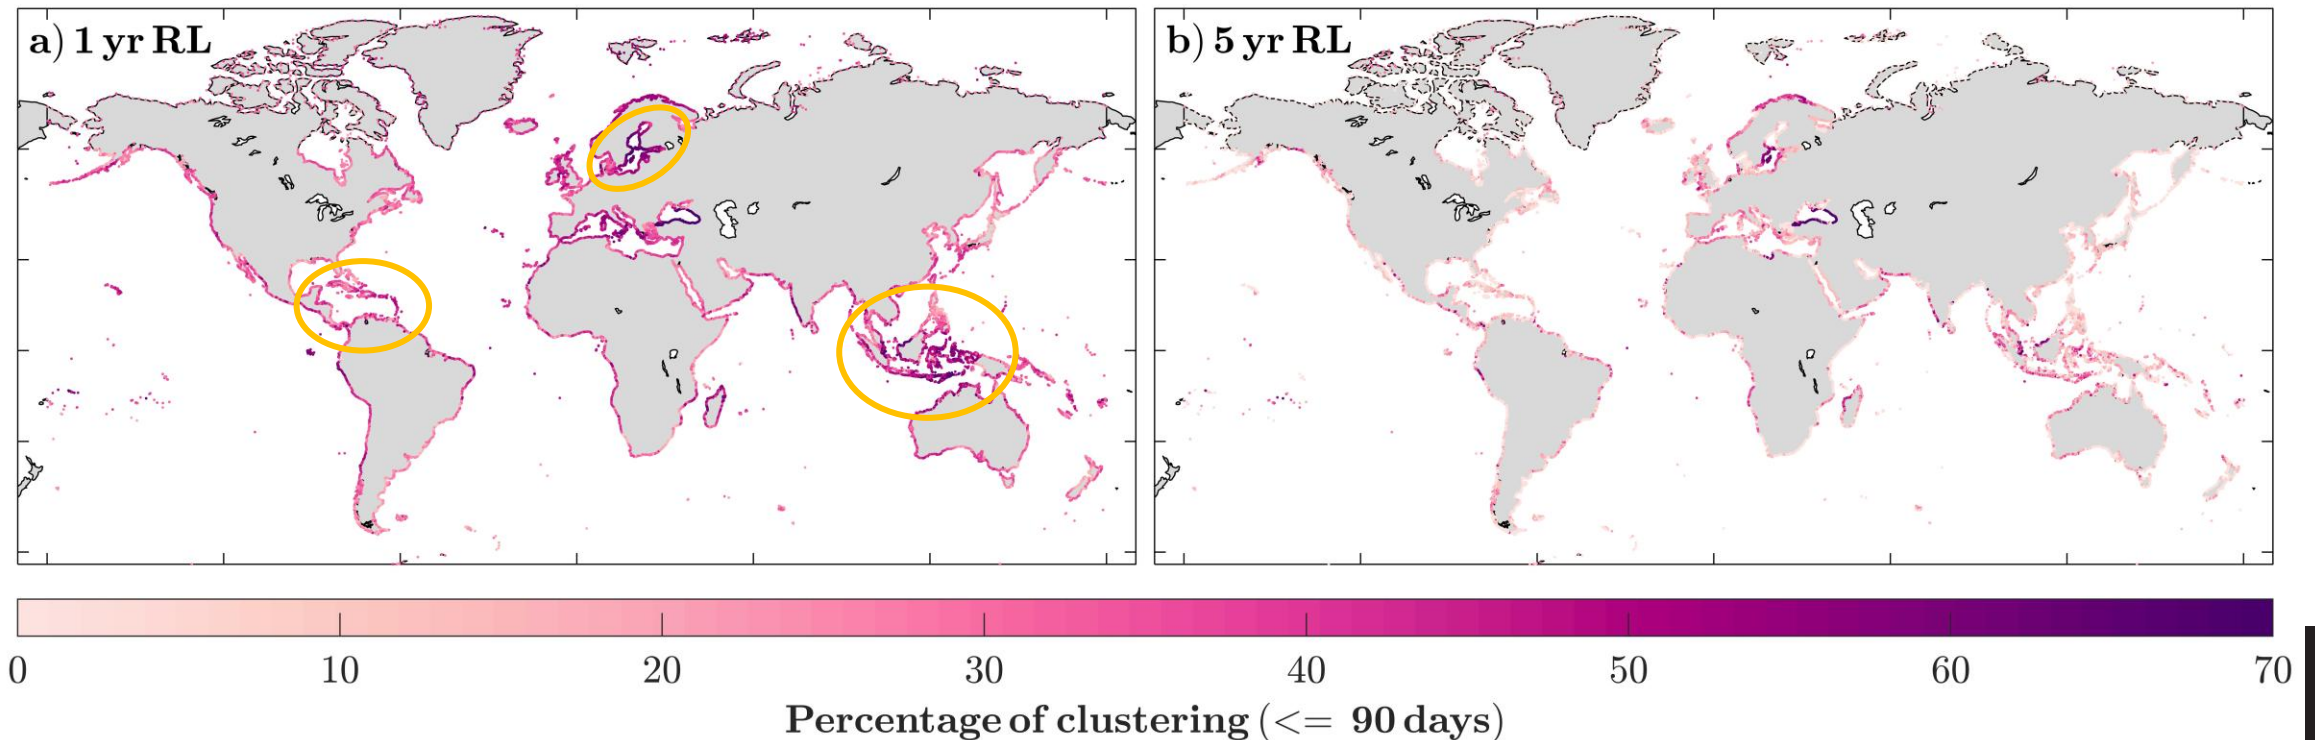 a) 1 yr RL
b) 5 yr RL
0 10 20 30 40 50 60 70
Percentage of clustering (<= 90 days)